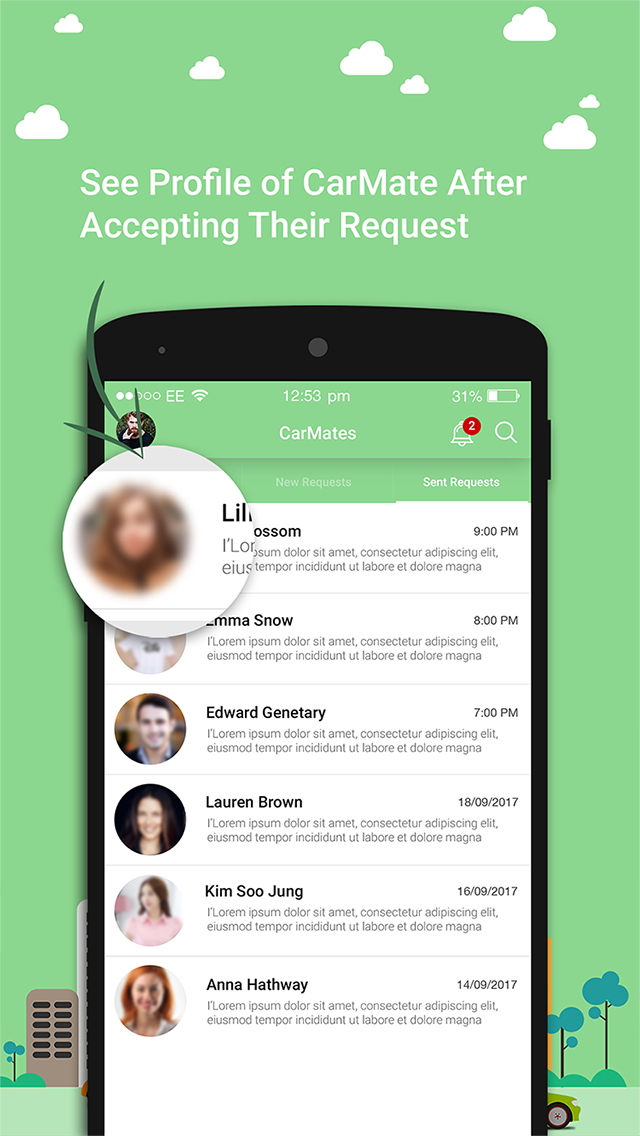 See Profile of CarMate After
Accepting Their Request
EE 12:53 pm 31%
CarMates
2
New Requests Sent Requests
Lil
I'Lor
eius
ossom 9:00 PM
sum dolor sit amet, consectetur adipiscing elit,
tempor incididunt ut labore et dolore magna
Emma Snow 8:00 PM
I'Lorem ipsum dolor sit amet, consectetur adipiscing elit,
eiusmod tempor incididunt ut labore et dolore magna
Edward Genetary 7:00 PM
I'Lorem ipsum dolor sit amet, consectetur adipiscing elit,
eiusmod tempor incididunt ut labore et dolore magna
Lauren Brown 18/09/2017
I'Lorem ipsum dolor sit amet, consectetur adipiscing elit,
eiusmod tempor incididunt ut labore et dolore magna
Kim Soo Jung 16/09/2017
I'Lorem ipsum dolor sit amet, consectetur adipiscing elit,
eiusmod tempor incididunt ut labore et dolore magna
Anna Hathway 14/09/2017
I'Lorem ipsum dolor sit amet, consectetur adipiscing elit,
eiusmod tempor incididunt ut labore et dolore magna